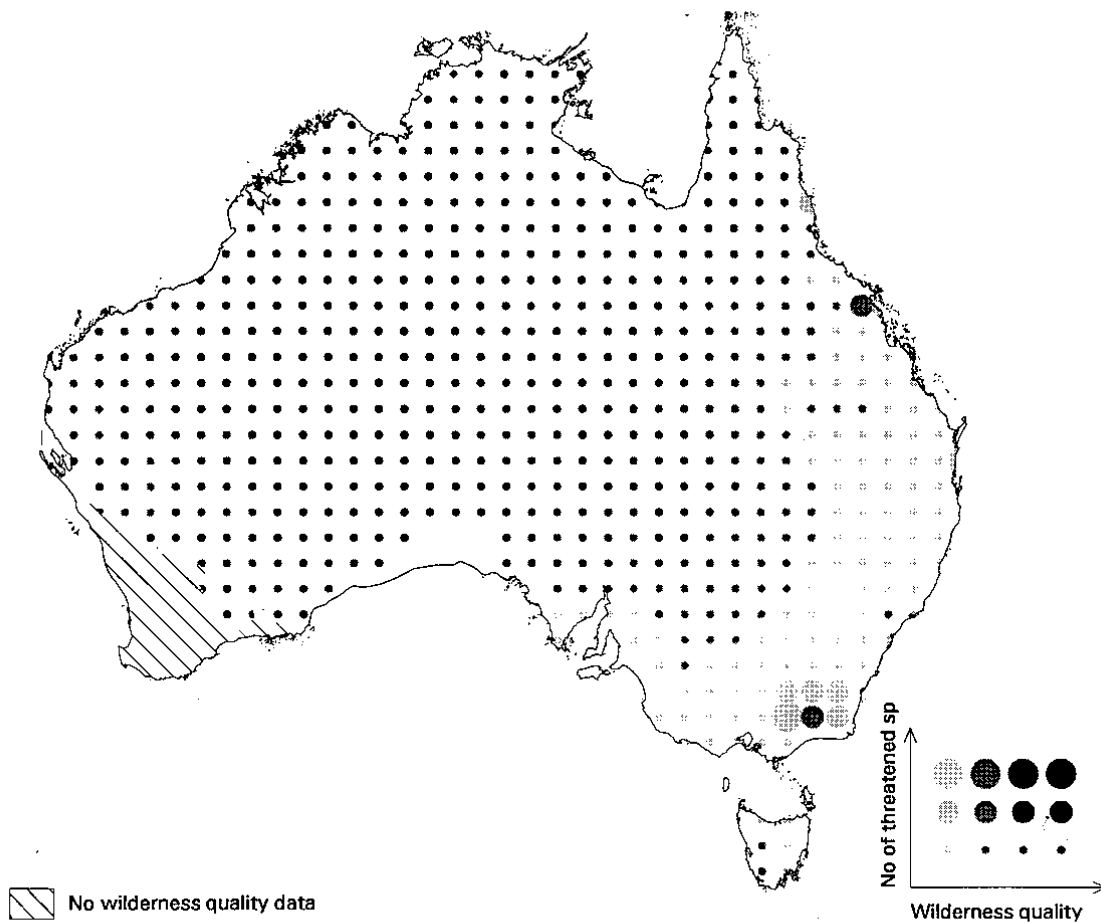 No of threatened sp
No wilderness quality data
Wilderness quality